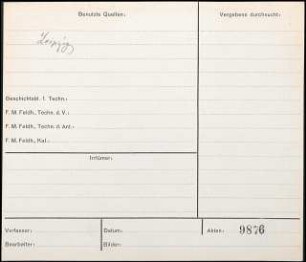 Benutzte Quellen:
Vergebens durchsucht:
Leipzig
Geschichtsbl. f. Techn.:
F. M. Feldh., Techn. d. V.:
F. M. Feldh., Techn. d. Ant.:
F. M. Feldh., Kal.:
Irrtümer:
Verfasser:
Datum:
Akten: 9876
Bearbeiter:
Bilder: